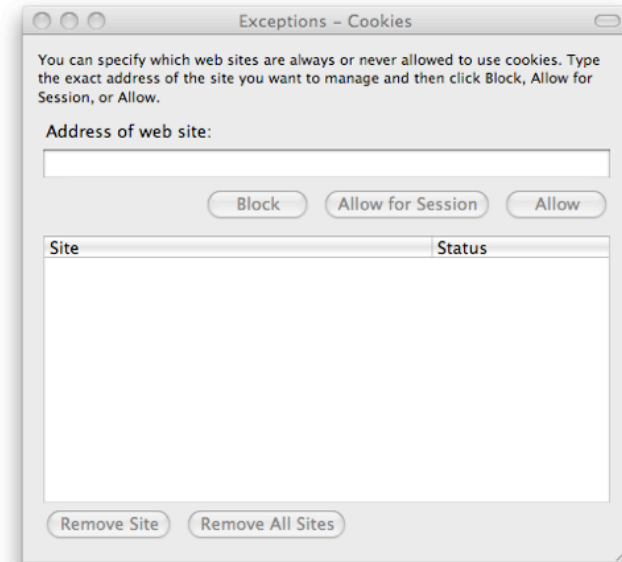 Exceptions – Cookies
You can specify which web sites are always or never allowed to use cookies. Type
the exact address of the site you want to manage and then click Block, Allow for
Session, or Allow.
Address of web site:
Block Allow for Session Allow
Site Status
Remove Site Remove All Sites